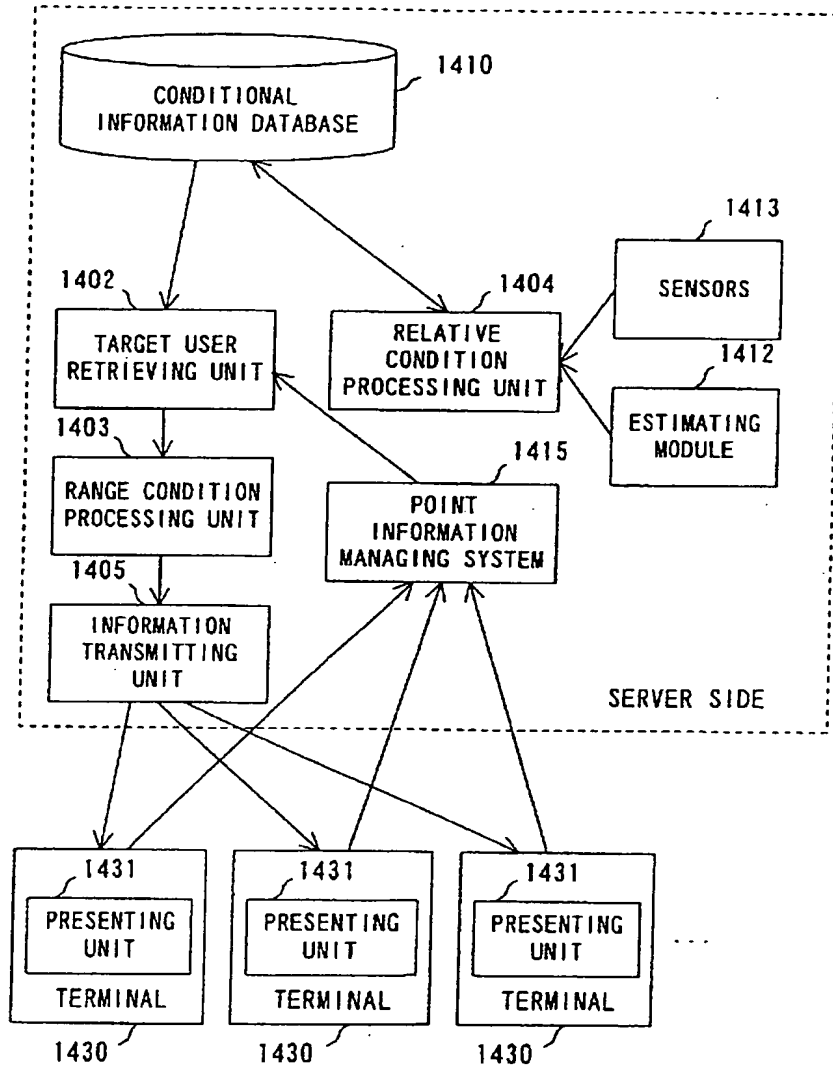 1410
CONDITIONAL
INFORMATION DATABASE
1413
SENSORS
1402
TARGET USER
RETRIEVING UNIT
1404
RELATIVE
CONDITION
PROCESSING UNIT
1412
ESTIMATING
MODULE
1403
RANGE CONDITION
PROCESSING UNIT
1415
POINT
INFORMATION
MANAGING SYSTEM
1405
INFORMATION
TRANSMITTING
UNIT
SERVER SIDE
1431
PRESENTING
UNIT
TERMINAL
1430
1431
PRESENTING
UNIT
TERMINAL
1430
1431
PRESENTING
UNIT
TERMINAL
1430
...